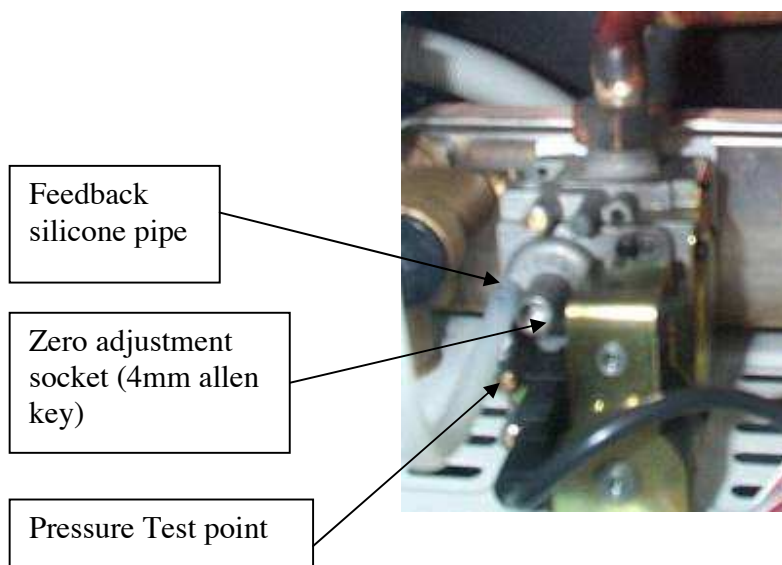 Feedback
silicone pipe
Zero adjustment
socket (4mm allen
key)
Pressure Test point